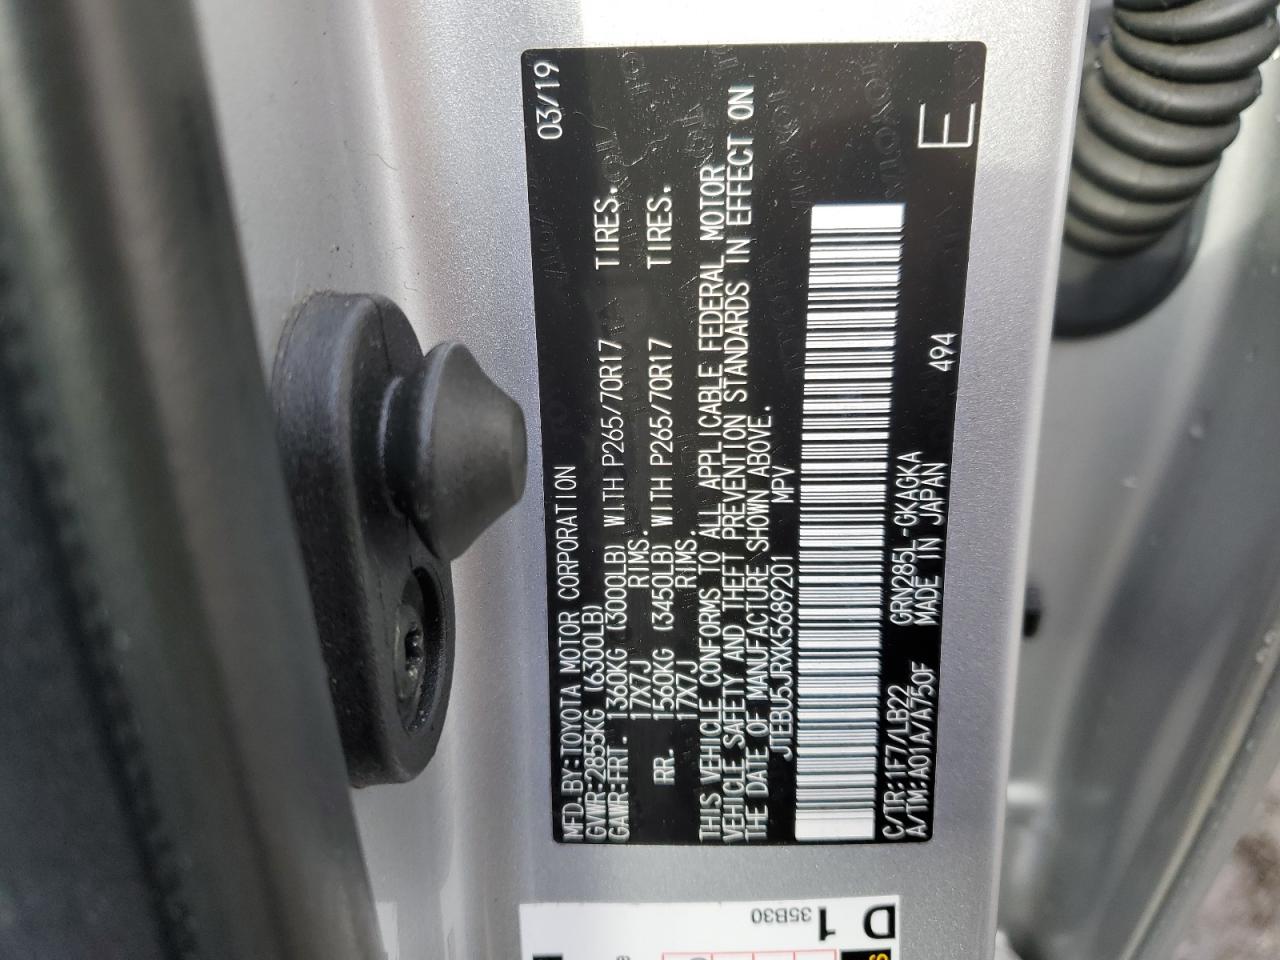 MFD.BY:TOYOTA MOTOR CORPORATION 03/19
GVWR-2855KG (6300LB)
GAWR-FRT. 1360KG (3000LB) WITH P265/70R17 TIRES.
17X7J RIMS.
RR. 1560KG (3450LB) WITH P265/70R17 TIRES.
17X7J RIMS.
THIS VEHICLE CONFORMS TO ALL APPLICABLE FEDERAL MOTOR
VEHICLE SAFETY AND THEFT PREVENTION STANDARDS IN EFFECT ON
THE DATE OF MANUFACTURE SHOWN ABOVE.
JTEBU5JRXK5689201 MPV
C/TR:1F7/LB22 GRN285L-GKAGKA
A/TM:A01A/A750F MADE IN JAPAN 494
E
D 1
35B30